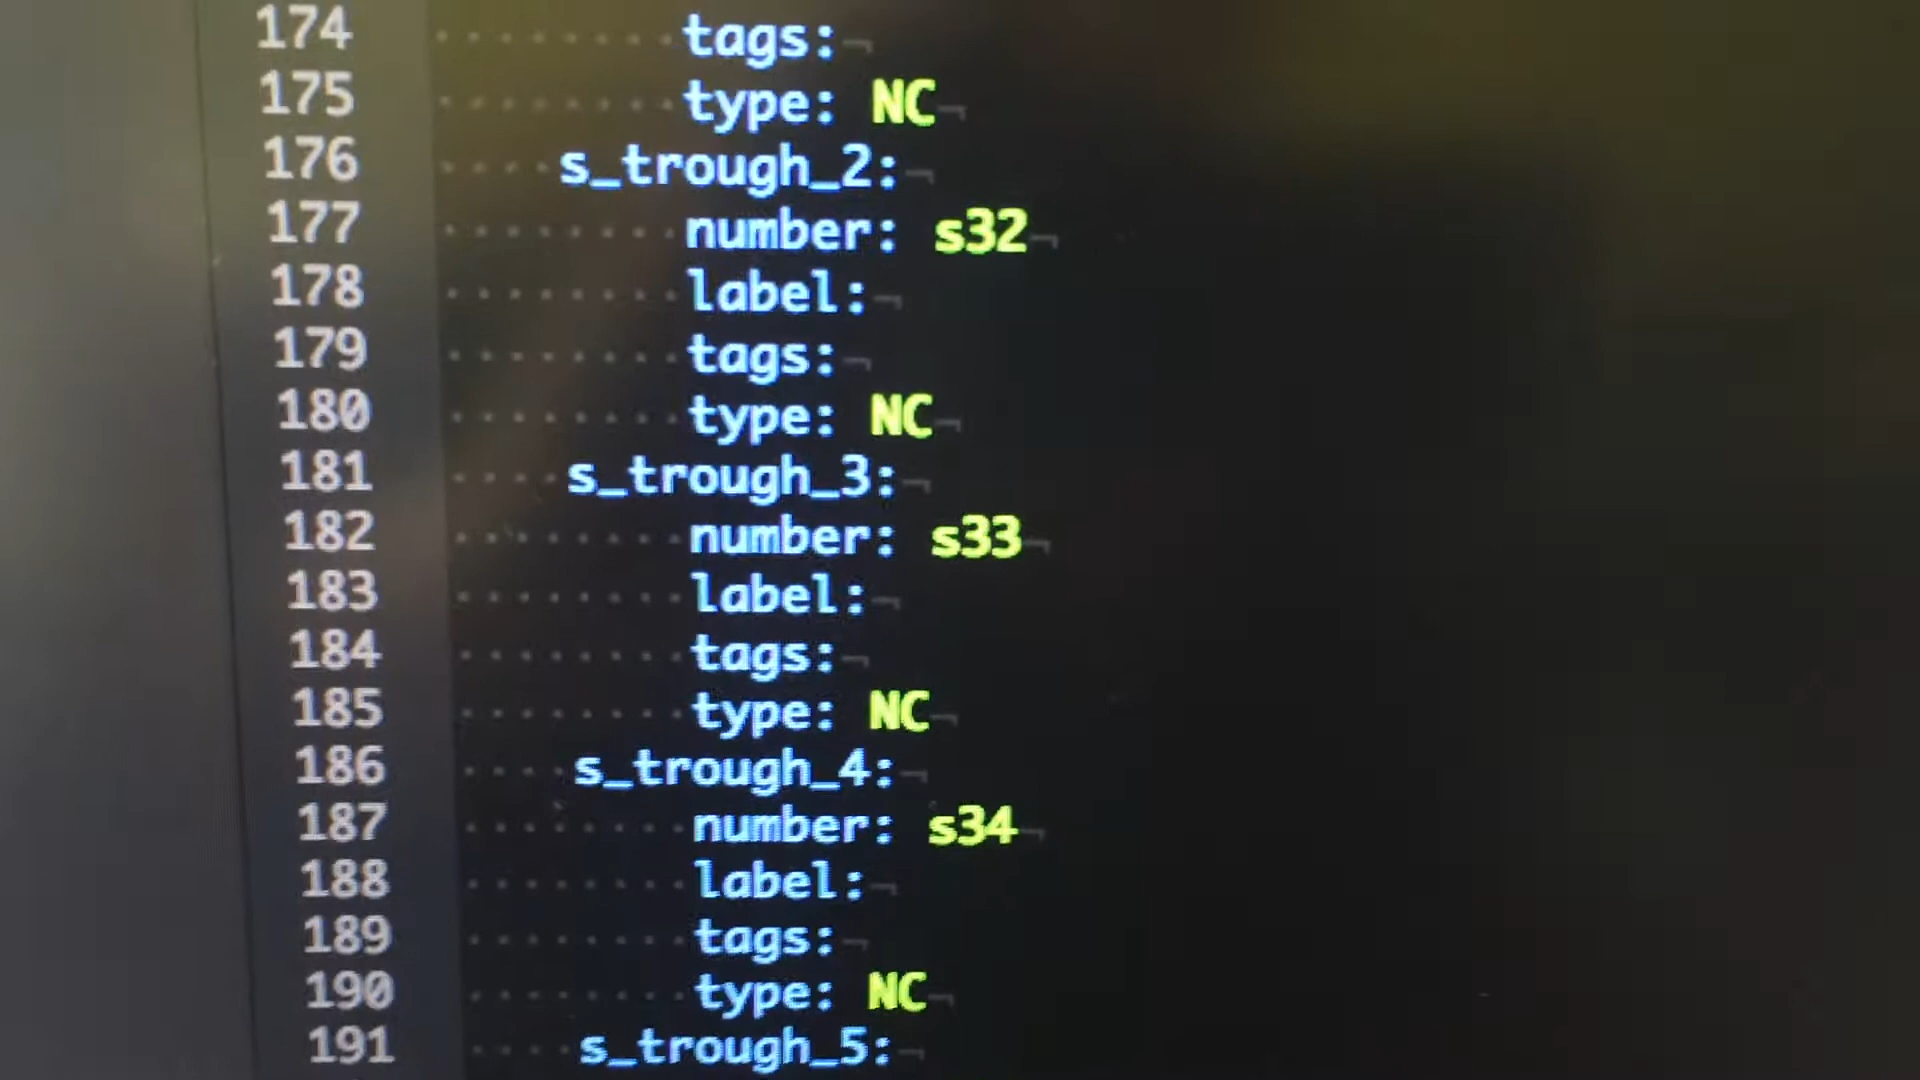 174 tags:
175 type: NC
176 s_trough_2:
177 number: s32
178 label:
179 tags:
180 type: NC
181 s_trough_3:
182 number: s33
183 label:
184 tags:
185 type: NC
186 s_trough_4:
187 number: s34
188 label:
189 tags:
190 type: NC
191 s_trough_5: